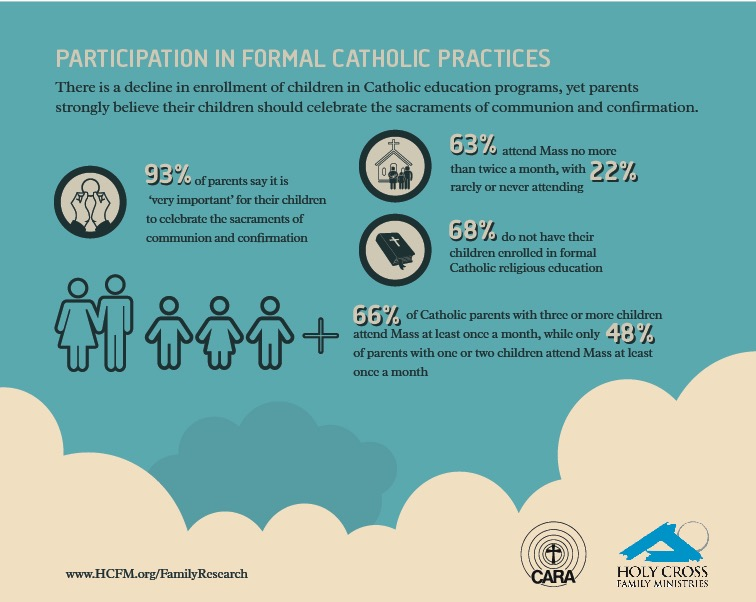 PARTICIPATION IN FORMAL CATHOLIC PRACTICES
There is a decline in enrollment of children in Catholic education programs, yet parents
strongly believe their children should celebrate the sacraments of communion and confirmation.
93% of parents say it is
'very important' for their children
to celebrate the sacraments of
communion and confirmation
63% attend Mass no more
than twice a month, with 22%
rarely or never attending
68% do not have their
children enrolled in formal
Catholic religious education
66% of Catholic parents with three or more children
attend Mass at least once a month, while only 48%
of parents with one or two children attend Mass at least
once a month
www.HCFM.org/FamilyResearch
CARA
HOLY CROSS
FAMILY MINISTRIES